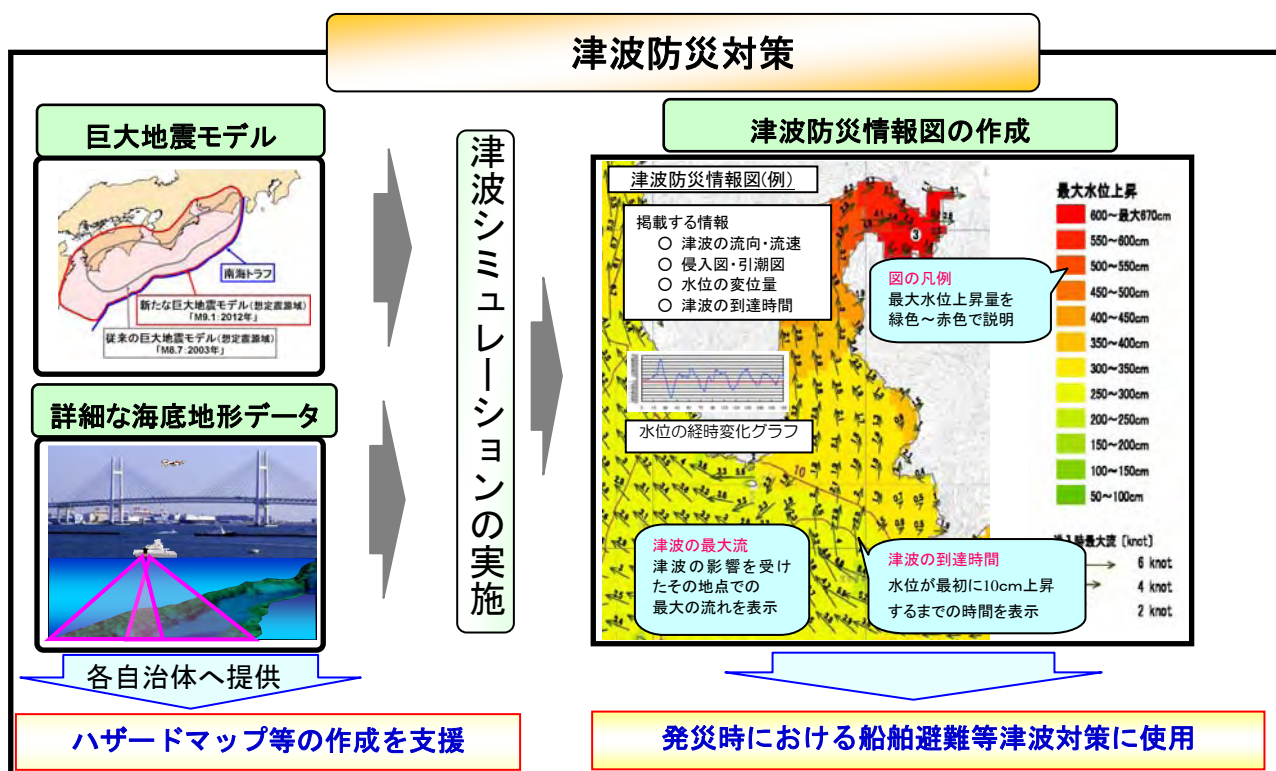 津波防災対策
巨大地震モデル
南海トラフ
新たな巨大地震モデル(想定震源域)
「M9.1:2012年」
従来の巨大地震モデル(想定震源域)
「M8.7:2003年」
詳細な海底地形データ
各自治体へ提供
ハザードマップ等の作成を支援
津波シミュレーションの実施
津波防災情報図の作成
津波防災情報図(例)
掲載する情報
○ 津波の流向・流速
○ 侵入図・引潮図
○ 水位の変位量
○ 津波の到達時間
水位の経時変化グラフ
③
10
図の凡例
最大水位上昇量を
緑色~赤色で説明
津波の最大流
津波の影響を受け
たその地点での
最大の流れを表示
津波の到達時間
水位が最初に10cm上昇
するまでの時間を表示
最大水位上昇
600~最大670cm
550~600cm
500~550cm
450~500cm
400~450cm
350~400cm
300~350cm
250~300cm
200~250cm
150~200cm
100~150cm
50~100cm
時最大流 [knot]
6 knot
4 knot
2 knot
発災時における船舶避難等津波対策に使用